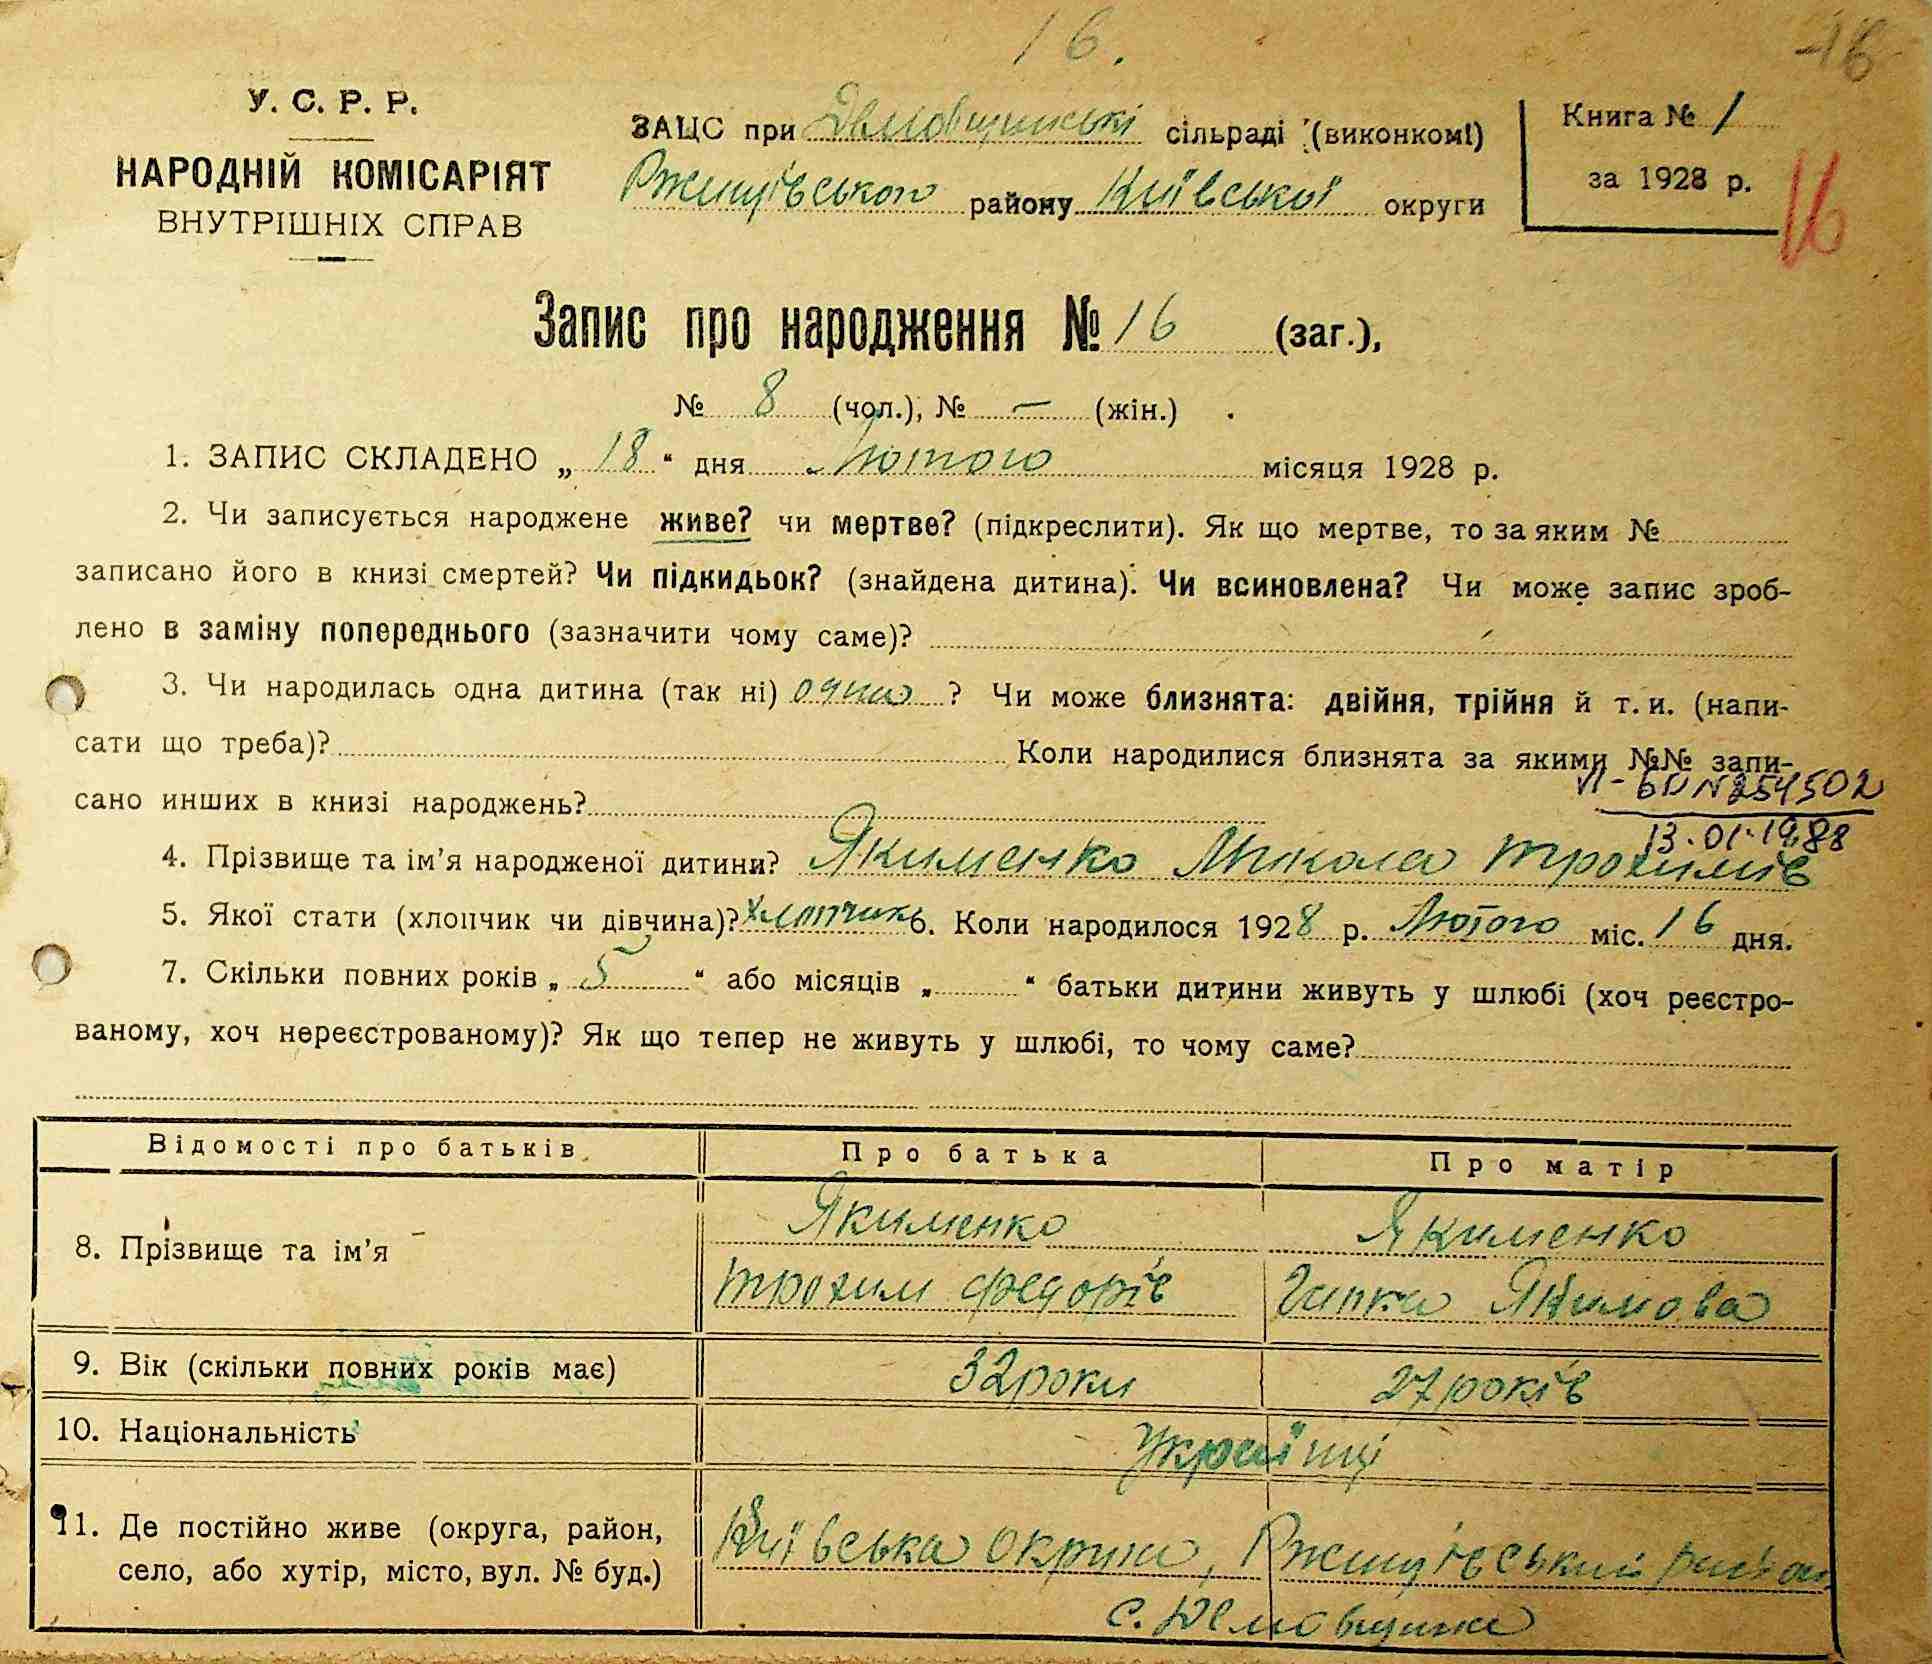 16.
16
У. С. Р. Р.
НАРОДНІЙ КОМІСАРІЯТ
ВНУТРІШНІХ СПРАВ
ЗАЦС при Демовщинські сільраді (виконкомі)
Ржищівського району Київської округи
Книга № 1
за 1928 р.
16
Запис про народження № 16 (заг.),
№ 8 (чол.), № — (жін.)
1. ЗАПИС СКЛАДЕНО „ 18 “ дня Лютого місяця 1928 р.
2. Чи записується народжене живе? чи мертве? (підкреслити). Як що мертве, то за яким №
записано його в книзі смертей? Чи підкидьок? (знайдена дитина). Чи всиновлена? Чи може запис зроб-
лено в заміну попереднього (зазначити чому саме)?
3. Чи народилась одна дитина (так ні) одна ? Чи може близнята: двійня, трійня й т. и. (напи-
сати що треба)? Коли народилися близнята за якими №№ запи-
сано инших в книзі народжень?
VI-БО N254502
13.01.1988
4. Прізвище та ім'я народженої дитини? Якименко Микола Трохимів
5. Якої стати (хлопчик чи дівчина)? хлопчик 6. Коли народилося 1928 р. Лютого міс. 16 дня.
7. Скільки повних років „ 5 “ або місяців „ “ батьки дитини живуть у шлюбі (хоч реєстро-
ваному, хоч нереєстрованому)? Як що тепер не живуть у шлюбі, то чому саме?
Відомості про батьків. Про батька Про матір
8. Прізвище та ім'я Якименко Якименко
Трохим Федорів Гапка Якимова
9. Вік (скільки повних років має) 32 роки 27 років
10. Національність Українці
11. Де постійно живе (округа, район,
село, або хутір, місто, вул. № буд.)
Київська округа, Ржищівський район
с. Демовщина